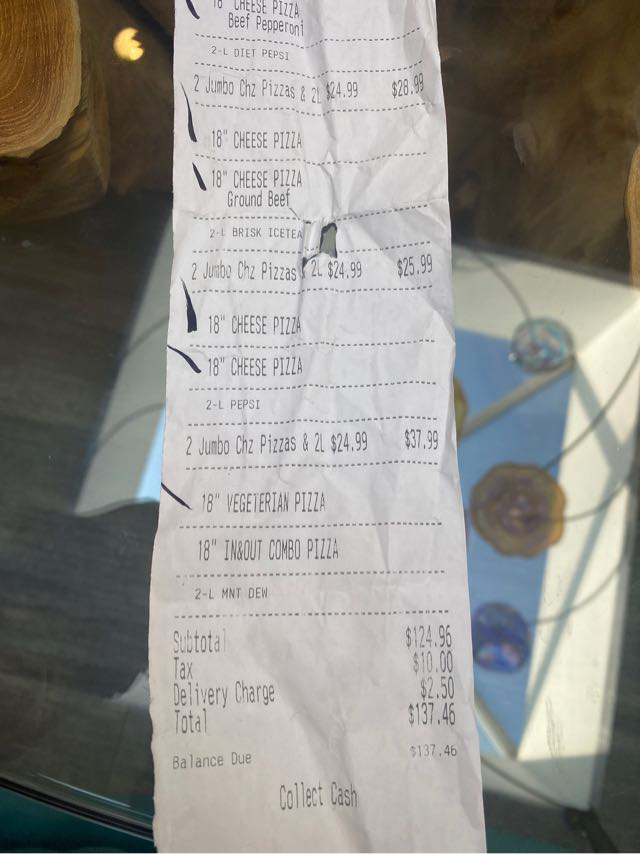 18" CHEESE PIZZA
Beef Pepperoni
2-L DIET PEPSI
2 Jumbo Chz Pizzas & 2L $24.99 $28.99
18" CHEESE PIZZA
18" CHEESE PIZZA
Ground Beef
2-L BRISK ICETEA
2 Jumbo Chz Pizzas & 2L $24.99 $25.99
18" CHEESE PIZZA
18" CHEESE PIZZA
2-L PEPSI
2 Jumbo Chz Pizzas & 2L $24.99 $37.99
18" VEGETERIAN PIZZA
18" IN&OUT COMBO PIZZA
2-L MNT DEW
Subtotal $124.96
Tax $10.00
Delivery Charge $2.50
Total $137.46
Balance Due $137.46
Collect Cash